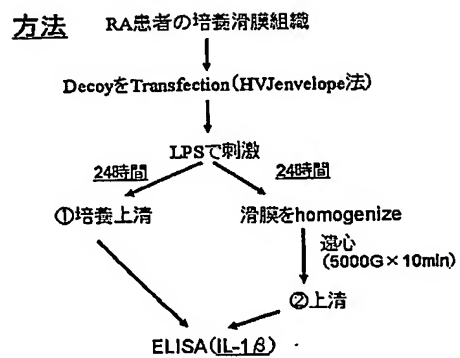 方法
RA患者の培養滑膜組織
DecoyをTransfection(HVJenvelope法)
LPSで刺激
24時間
24時間
①培養上清
滑膜をhomogenize
遠心
(5000G×10min)
②上清
ELISA(IL-1β)